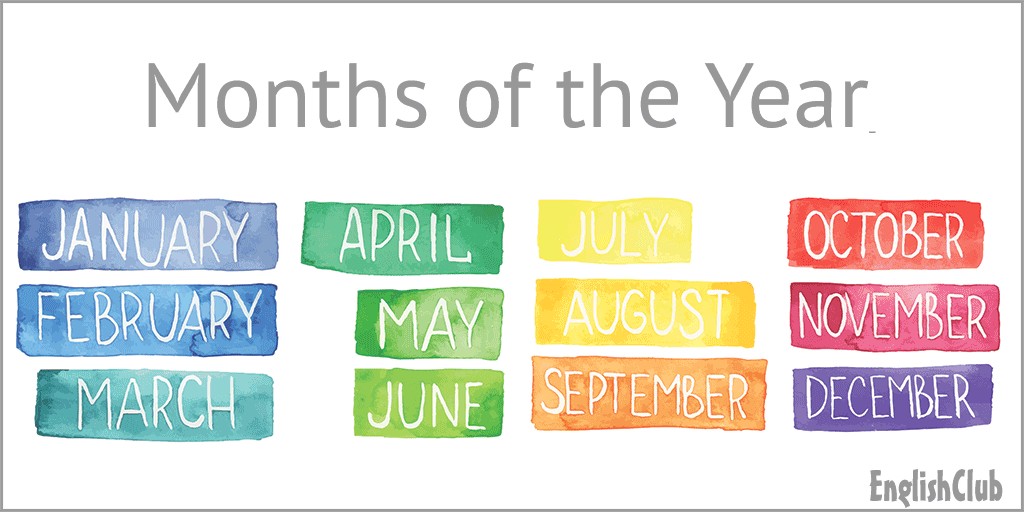 Months of the Year
JANUARY
FEBRUARY
MARCH
APRIL
MAY
JUNE
JULY
AUGUST
SEPTEMBER
OCTOBER
NOVEMBER
DECEMBER
EnglishClub